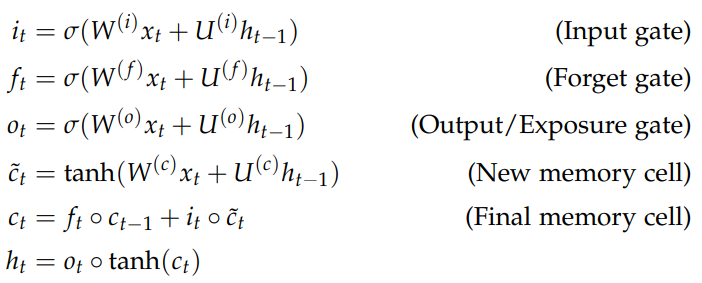 i_t = σ(W^(i) x_t + U^(i) h_{t−1}) (Input gate)
f_t = σ(W^(f) x_t + U^(f) h_{t−1}) (Forget gate)
o_t = σ(W^(o) x_t + U^(o) h_{t−1}) (Output/Exposure gate)
c̃_t = tanh(W^(c) x_t + U^(c) h_{t−1}) (New memory cell)
c_t = f_t ∘ c_{t−1} + i_t ∘ c̃_t (Final memory cell)
h_t = o_t ∘ tanh(c_t)